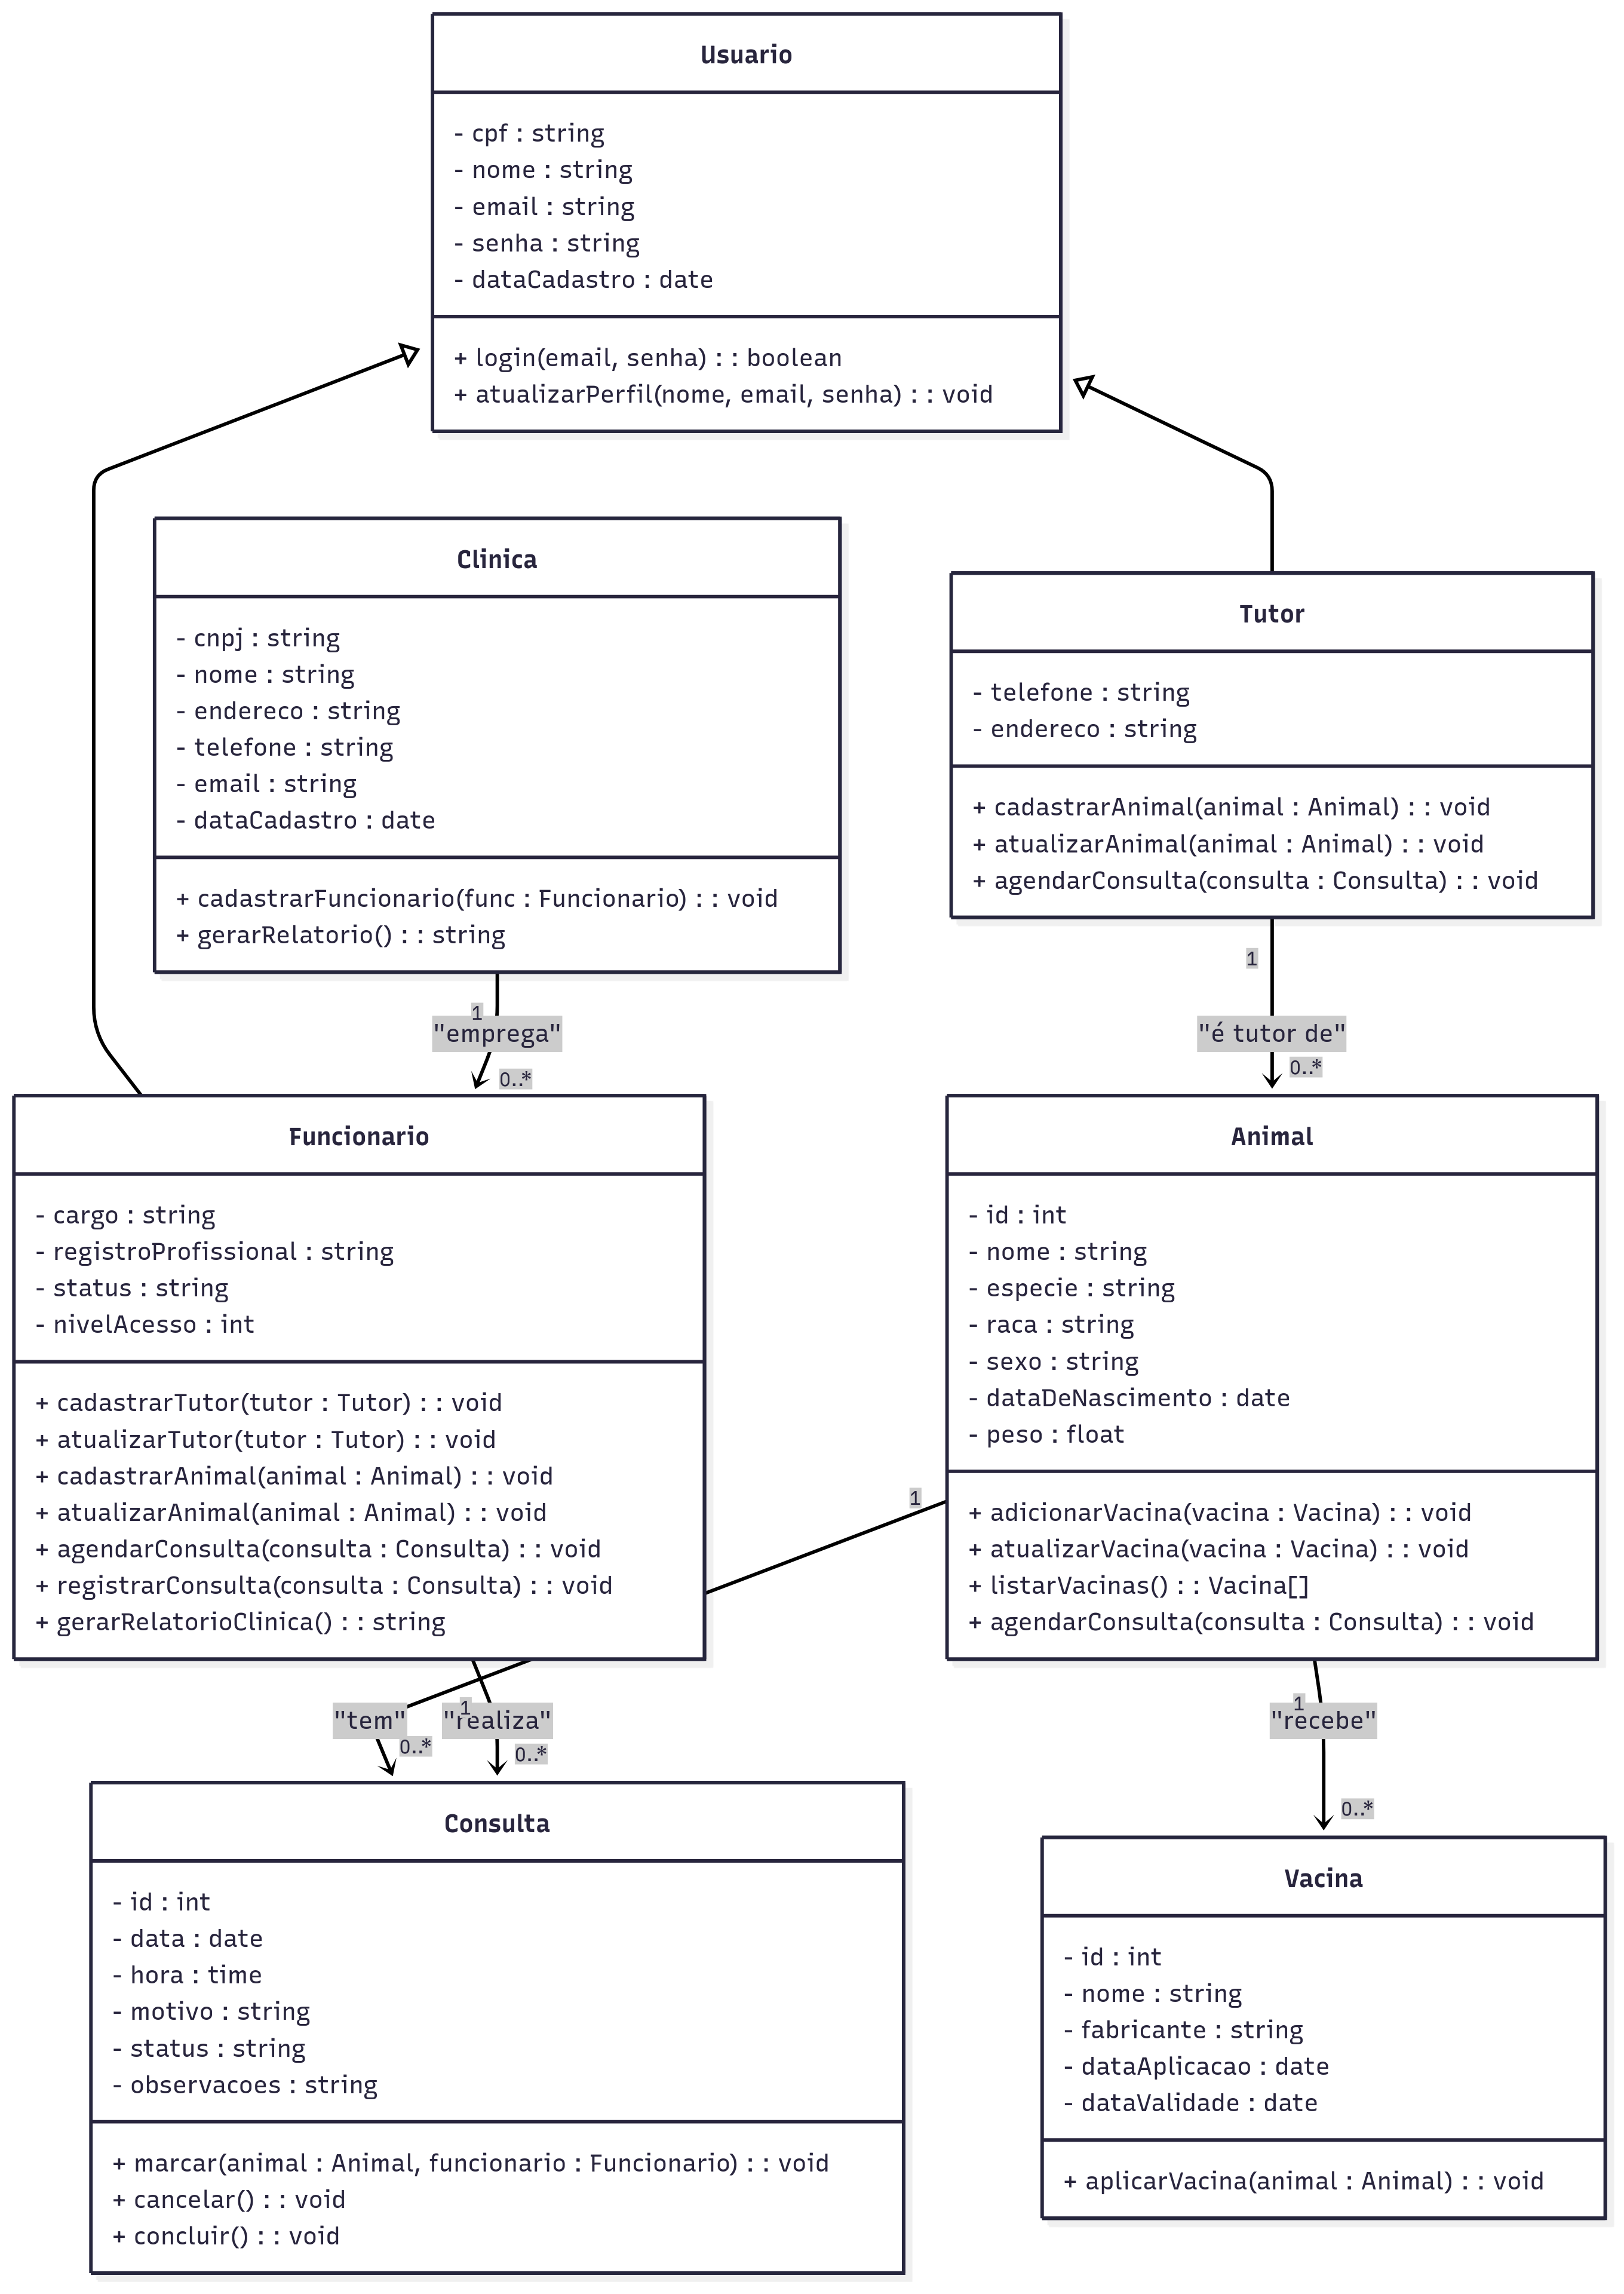 Usuario
- cpf : string
- nome : string
- email : string
- senha : string
- dataCadastro : date
+ login(email, senha) : : boolean
+ atualizarPerfil(nome, email, senha) : : void
Clinica
- cnpj : string
- nome : string
- endereco : string
- telefone : string
- email : string
- dataCadastro : date
+ cadastrarFuncionario(func : Funcionario) : : void
+ gerarRelatorio() : : string
Tutor
- telefone : string
- endereco : string
+ cadastrarAnimal(animal : Animal) : : void
+ atualizarAnimal(animal : Animal) : : void
+ agendarConsulta(consulta : Consulta) : : void
1
"emprega"
0..*
1
"é tutor de"
0..*
Funcionario
- cargo : string
- registroProfissional : string
- status : string
- nivelAcesso : int
+ cadastrarTutor(tutor : Tutor) : : void
+ atualizarTutor(tutor : Tutor) : : void
+ cadastrarAnimal(animal : Animal) : : void
+ atualizarAnimal(animal : Animal) : : void
+ agendarConsulta(consulta : Consulta) : : void
+ registrarConsulta(consulta : Consulta) : : void
+ gerarRelatorioClinica() : : string
Animal
- id : int
- nome : string
- especie : string
- raca : string
- sexo : string
- dataDeNascimento : date
- peso : float
+ adicionarVacina(vacina : Vacina) : : void
+ atualizarVacina(vacina : Vacina) : : void
+ listarVacinas() : : Vacina[]
+ agendarConsulta(consulta : Consulta) : : void
1
"tem"
0..*
1
"realiza"
0..*
1
"recebe"
0..*
Consulta
- id : int
- data : date
- hora : time
- motivo : string
- status : string
- observacoes : string
+ marcar(animal : Animal, funcionario : Funcionario) : : void
+ cancelar() : : void
+ concluir() : : void
Vacina
- id : int
- nome : string
- fabricante : string
- dataAplicacao : date
- dataValidade : date
+ aplicarVacina(animal : Animal) : : void